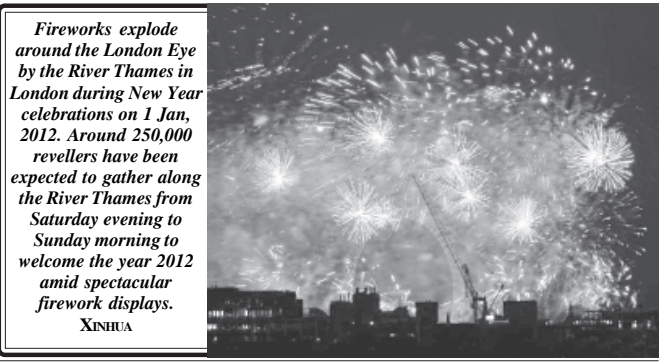 Fireworks explode
around the London Eye
by the River Thames in
London during New Year
celebrations on 1 Jan,
2012. Around 250,000
revellers have been
expected to gather along
the River Thames from
Saturday evening to
Sunday morning to
welcome the year 2012
amid spectacular
firework displays.
XINHUA